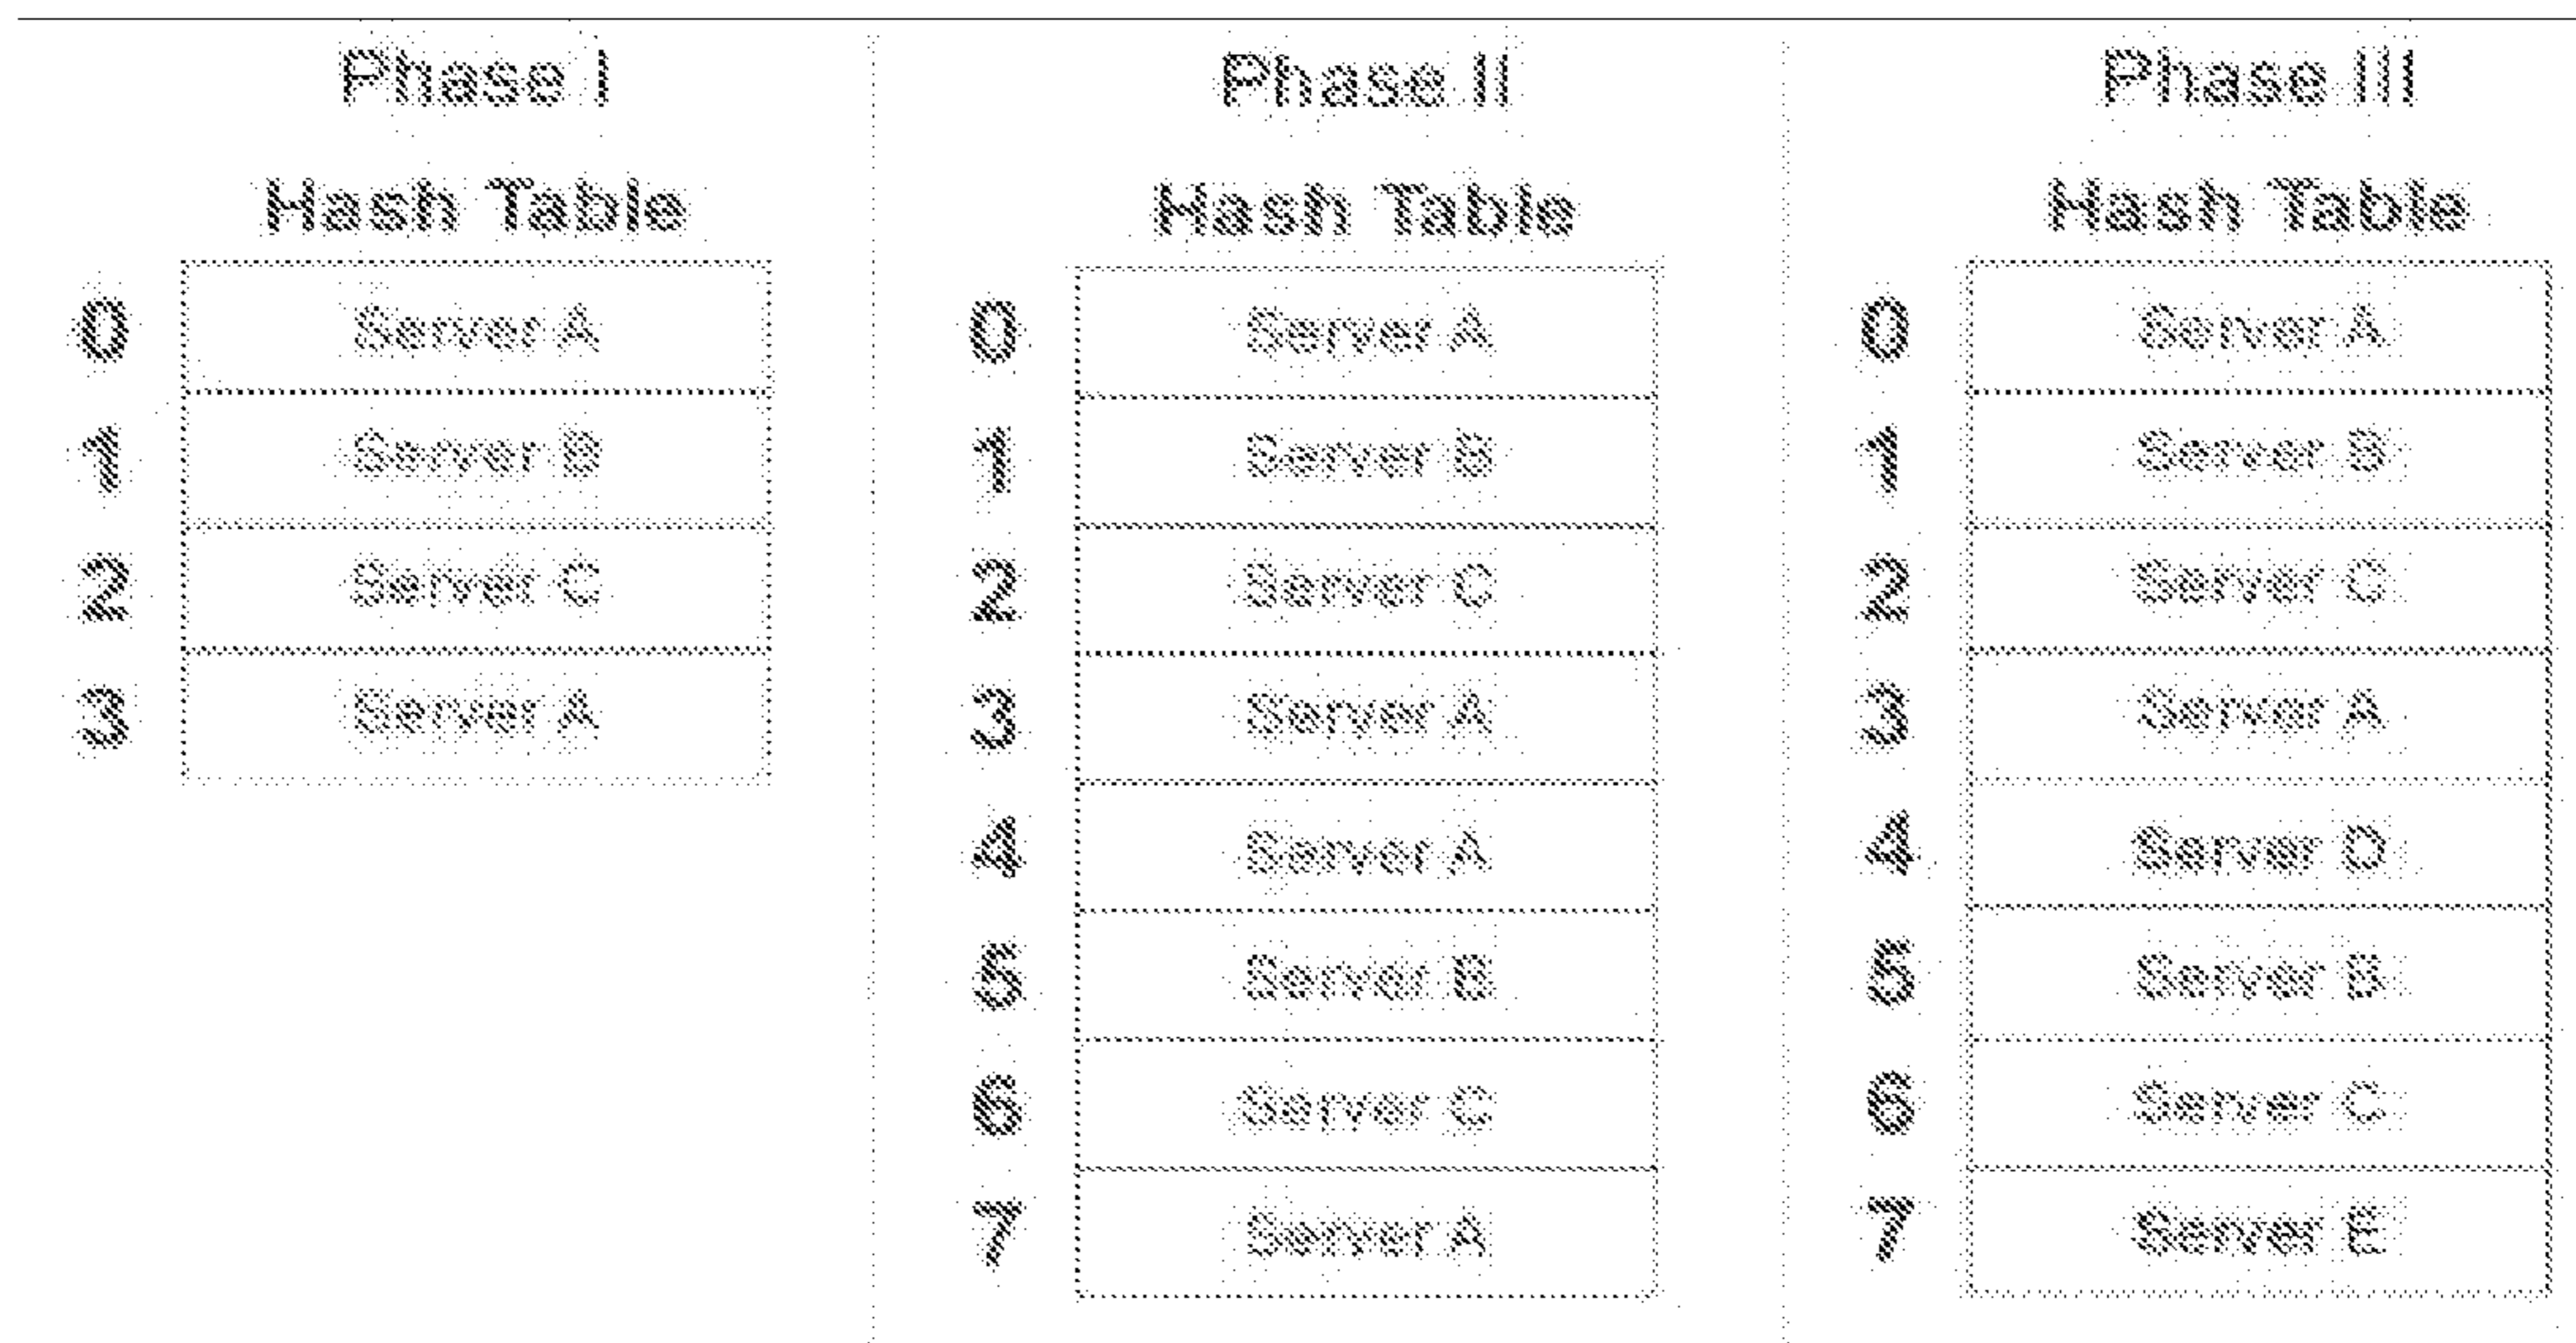 Phase I
Hash Table
0 Server A
1 Server B
2 Server C
3 Server A
Phase II
Hash Table
0 Server A
1 Server B
2 Server C
3 Server A
4 Server A
5 Server B
6 Server C
7 Server A
Phase III
Hash Table
0 Server A
1 Server B
2 Server C
3 Server A
4 Server D
5 Server B
6 Server C
7 Server E